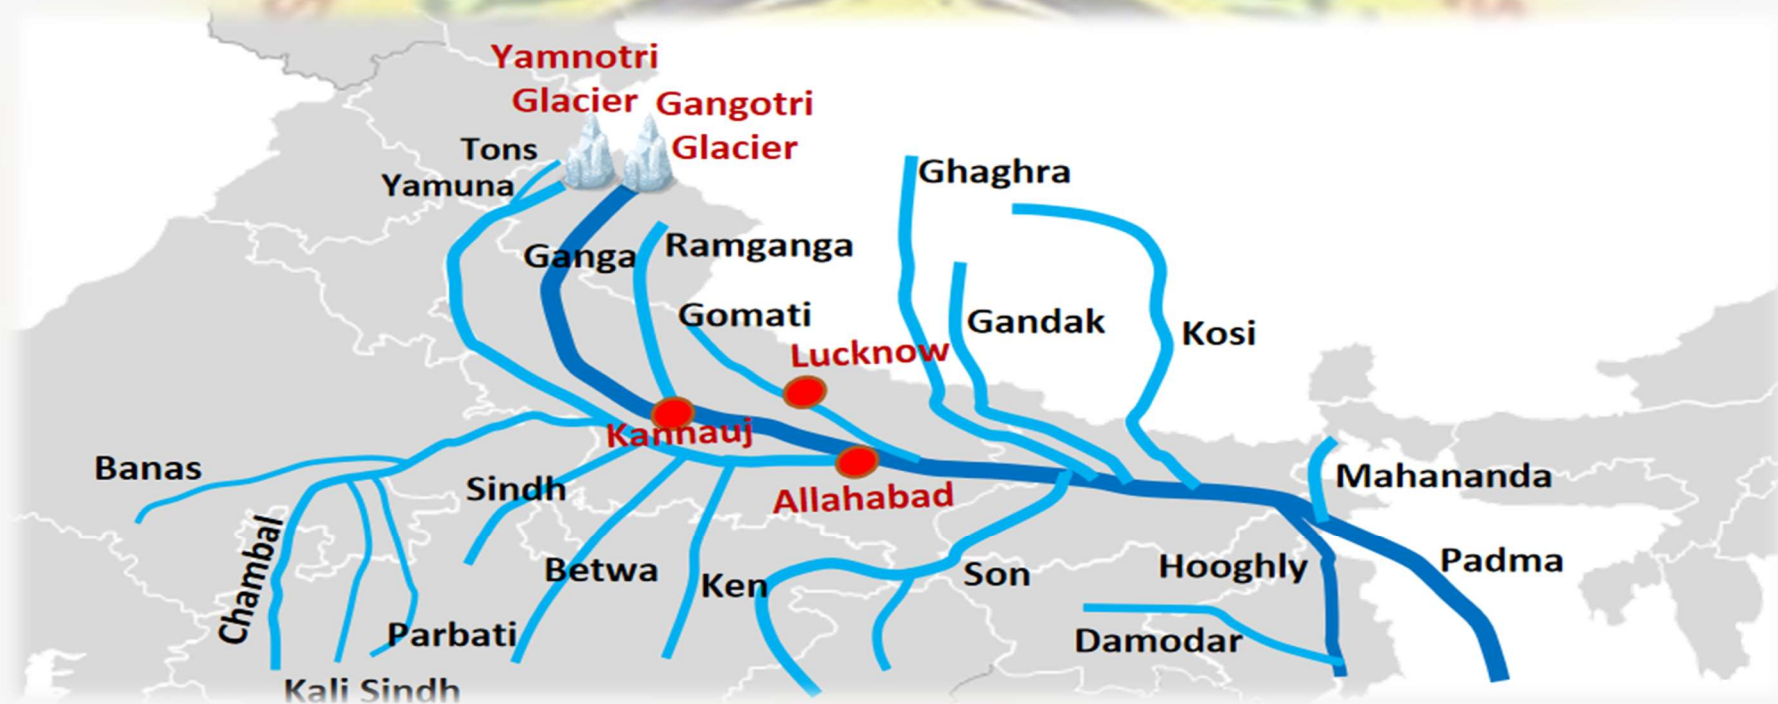 Yamnotri
Glacier
Gangotri
Glacier
Tons
Yamuna
Ghaghra
Ganga
Ramganga
Gomati
Gandak
Kosi
Lucknow
Kannauj
Banas
Sindh
Allahabad
Mahananda
Chambal
Betwa
Ken
Son
Hooghly
Padma
Parbati
Damodar
Kali Sindh